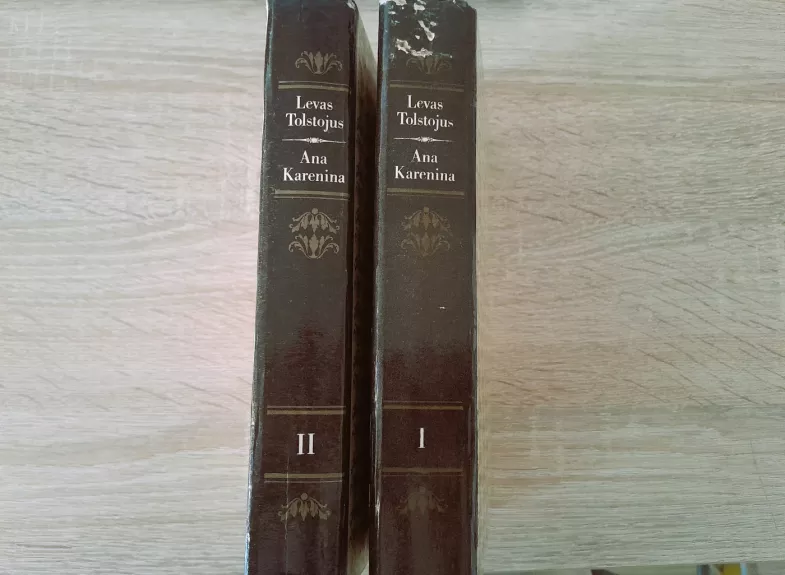 Levas
Tolstojus
Ana
Karenina
II
Levas
Tolstojus
Ana
Karenina
I